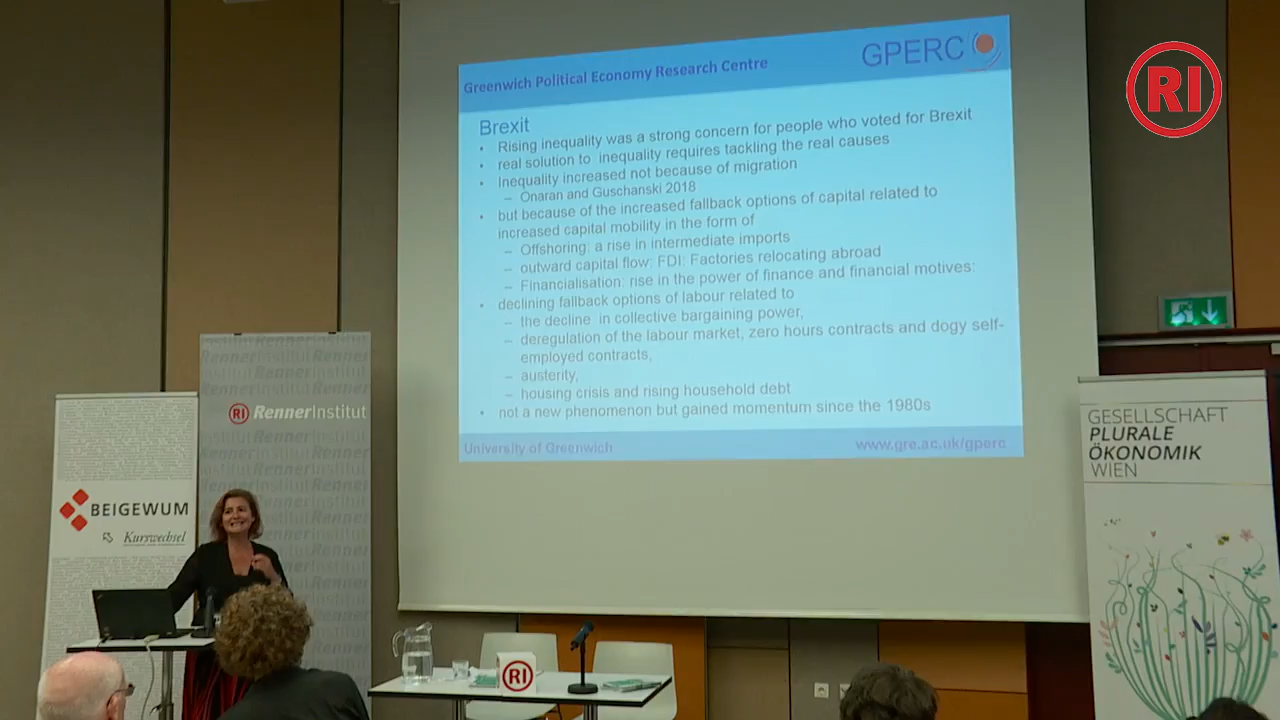 Greenwich Political Economy Research Centre
GPERC
Brexit
• Rising inequality was a strong concern for people who voted for Brexit
• real solution to inequality requires tackling the real causes
• Inequality increased not because of migration
– Onaran and Guschanski 2018
• but because of the increased fallback options of capital related to
increased capital mobility in the form of
– Offshoring: a rise in intermediate imports
– outward capital flow: FDI: Factories relocating abroad
– Financialisation: rise in the power of finance and financial motives:
• declining fallback options of labour related to
– the decline in collective bargaining power,
– deregulation of the labour market, zero hours contracts and dogy self-
employed contracts,
– austerity,
– housing crisis and rising household debt
• not a new phenomenon but gained momentum since the 1980s
University of Greenwich
www.gre.ac.uk/gperc
RI
RI RennerInstitut
BEIGEWUM
Kurswechsel
GESELLSCHAFT
PLURALE
ÖKONOMIK
WIEN
RI